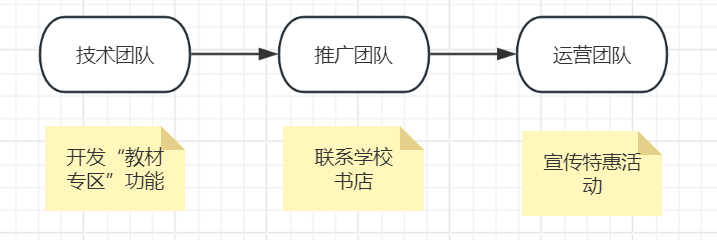 技术团队
推广团队
运营团队
开发“教材
专区”功能
联系学校
书店
宣传特惠活
动